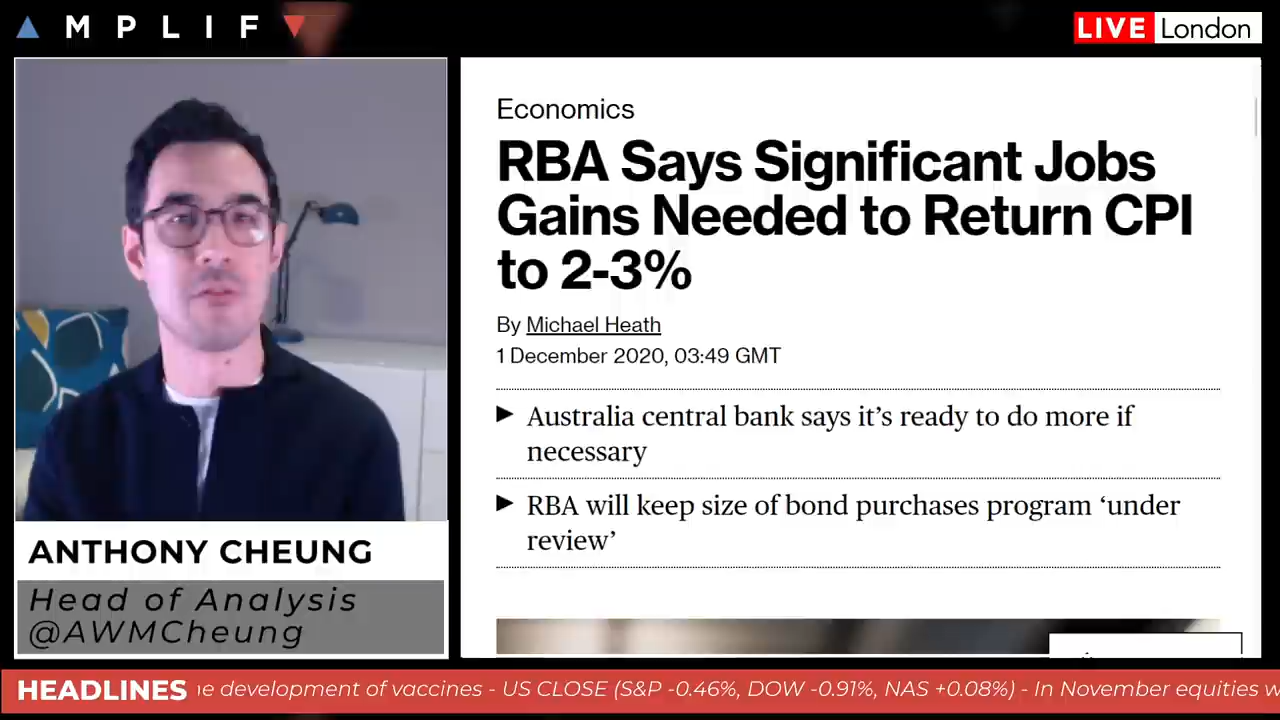 MPLIF
LIVE London
Economics
RBA Says Significant Jobs
Gains Needed to Return CPI
to 2-3%
By Michael Heath
1 December 2020, 03:49 GMT
Australia central bank says it’s ready to do more if
necessary
RBA will keep size of bond purchases program ‘under
review’
ANTHONY CHEUNG
Head of Analysis
@AWMCheung
HEADLINES development of vaccines - US CLOSE (S&P -0.46%, DOW -0.91%, NAS +0.08%) - In November equities